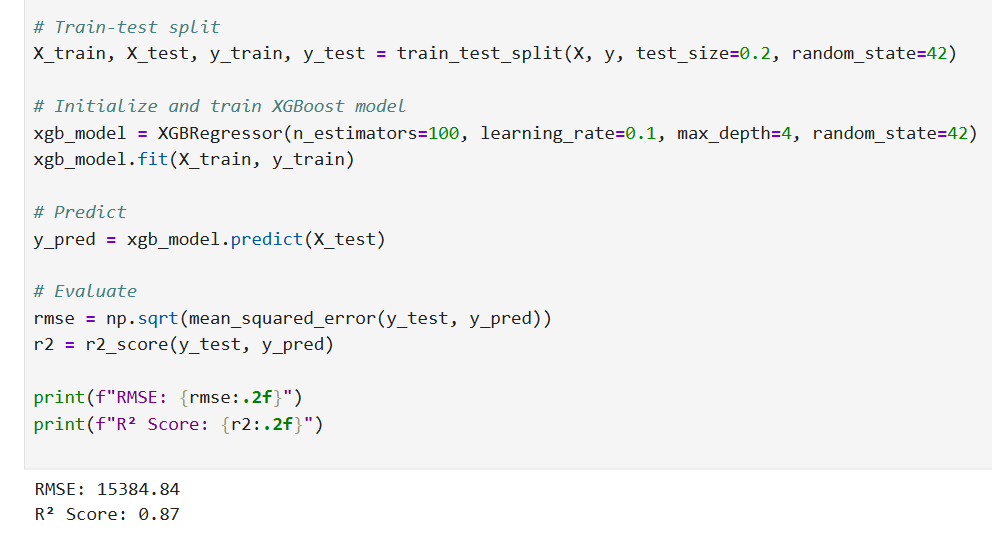 # Train-test split
X_train, X_test, y_train, y_test = train_test_split(X, y, test_size=0.2, random_state=42)
# Initialize and train XGBoost model
xgb_model = XGBRegressor(n_estimators=100, learning_rate=0.1, max_depth=4, random_state=42)
xgb_model.fit(X_train, y_train)
# Predict
y_pred = xgb_model.predict(X_test)
# Evaluate
rmse = np.sqrt(mean_squared_error(y_test, y_pred))
r2 = r2_score(y_test, y_pred)
print(f"RMSE: {rmse:.2f}")
print(f"R² Score: {r2:.2f}")
RMSE: 15384.84
R² Score: 0.87